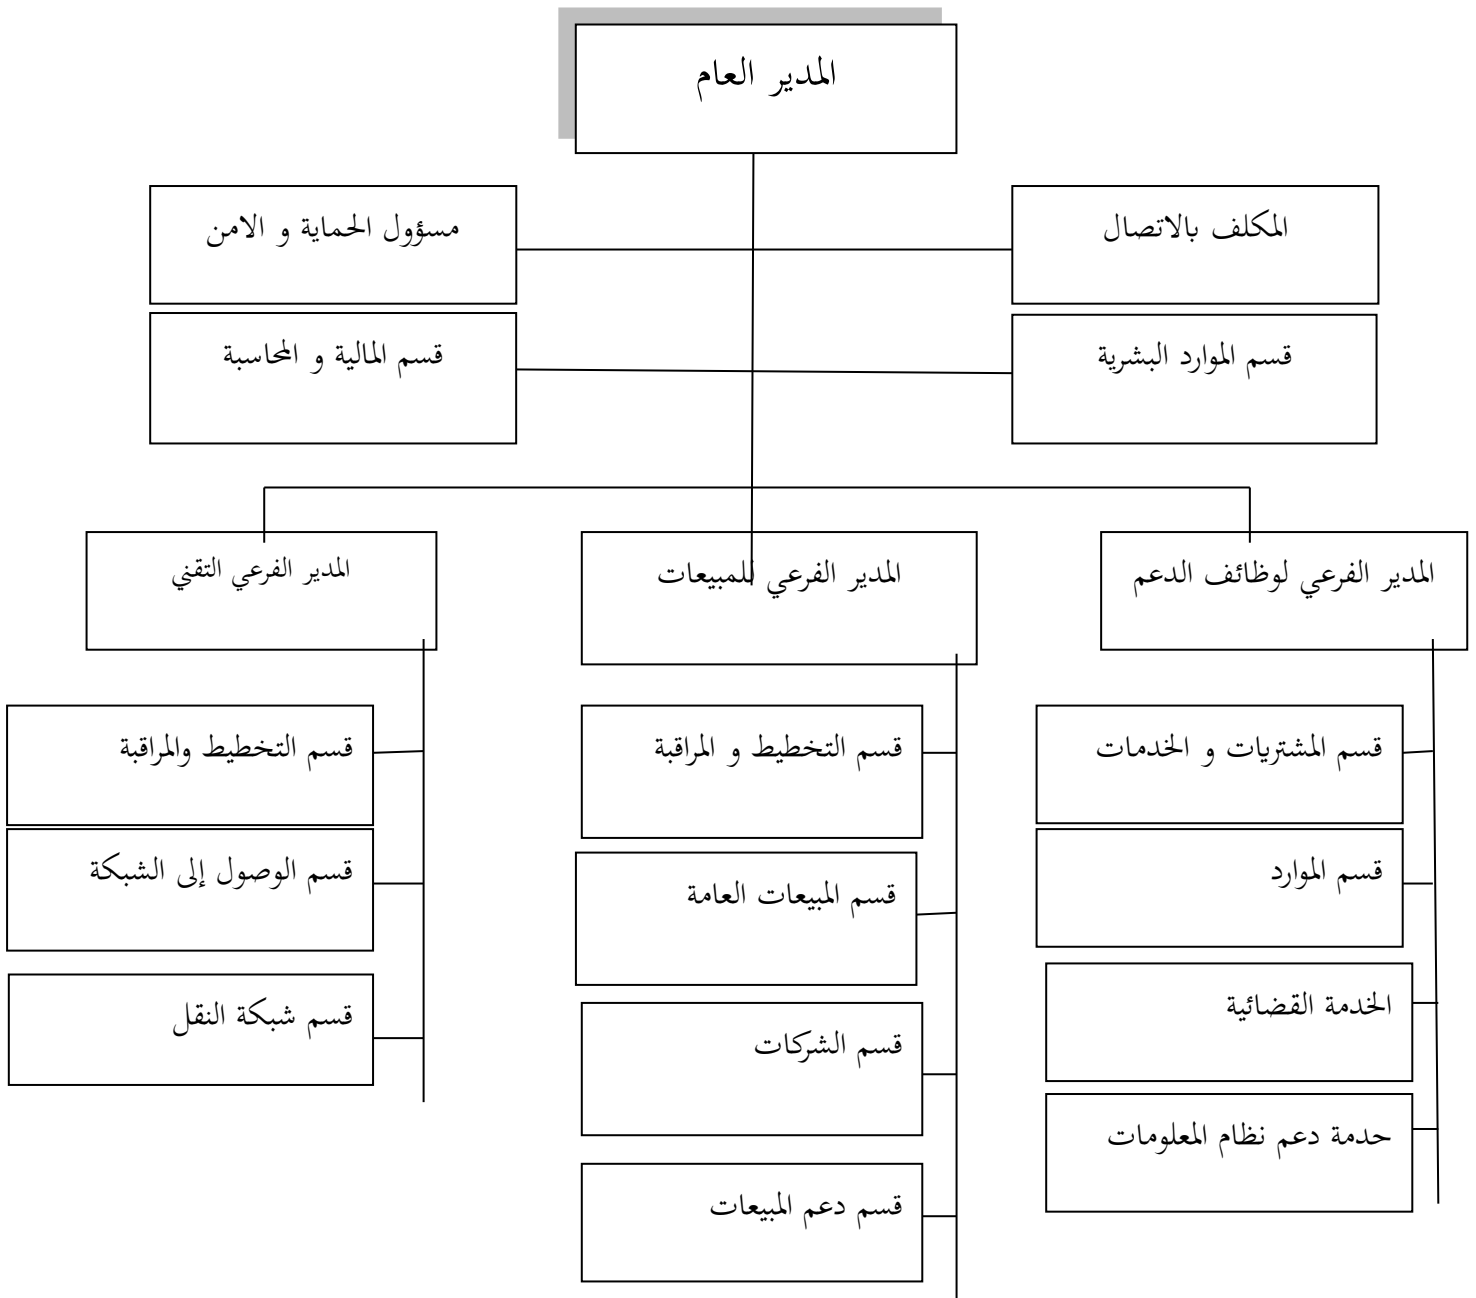 المدير العام
المكلف بالاتصال
مسؤول الحماية و الامن
قسم الموارد البشرية
قسم المالية و المحاسبة
المدير الفرعي لوظائف الدعم
المدير الفرعي للمبيعات
المدير الفرعي التقني
قسم المشتريات و الخدمات
قسم التخطيط و المراقبة
قسم التخطيط والمراقبة
قسم الموارد
قسم المبيعات العامة
قسم الوصول إلى الشبكة
الخدمة القضائية
قسم الشركات
قسم شبكة النقل
حدمة دعم نظام المعلومات
قسم دعم المبيعات